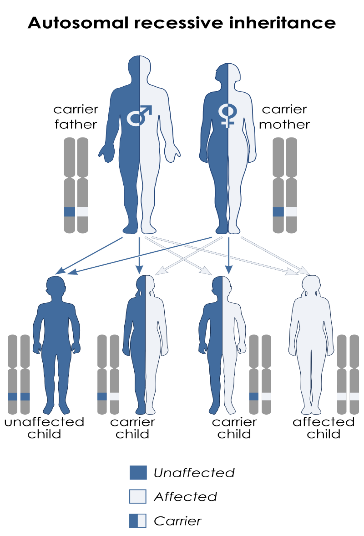 Autosomal recessive inheritance
carrier
father
carrier
mother
unaffected
child
carrier
child
carrier
child
affected
child
Unaffected
Affected
Carrier